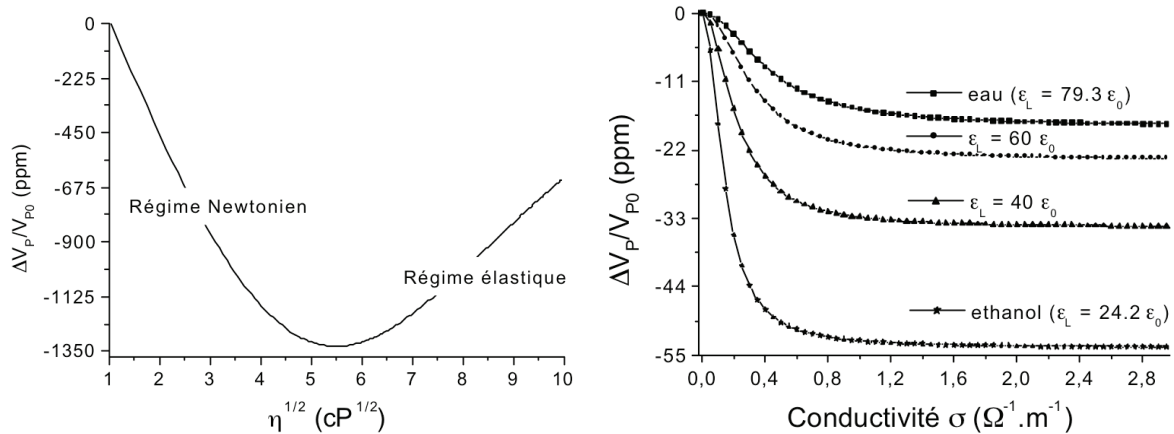 0
-225
-450
-675
-900
-1125
-1350
ΔV_P/V_P0 (ppm)
Régime Newtonien
Régime élastique
1 2 3 4 5 6 7 8 9 10
η^1/2 (cP^1/2)
0
-11
-22
-33
-44
-55
ΔV_P/V_P0 (ppm)
eau (ε_L = 79.3 ε_0)
ε_L = 60 ε_0
ε_L = 40 ε_0
ethanol (ε_L = 24.2 ε_0)
0,0 0,4 0,8 1,2 1,6 2,0 2,4 2,8
Conductivité σ (Ω^-1.m^-1)